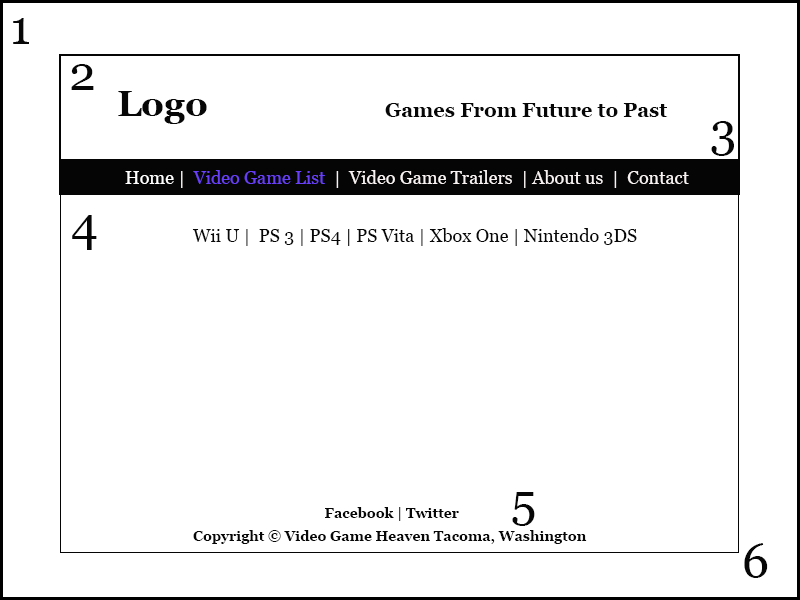 1
2
Logo
Games From Future to Past
3
Home | Video Game List | Video Game Trailers | About us | Contact
4
Wii U | PS 3 | PS4 | PS Vita | Xbox One | Nintendo 3DS
Facebook | Twitter
5
Copyright © Video Game Heaven Tacoma, Washington
6